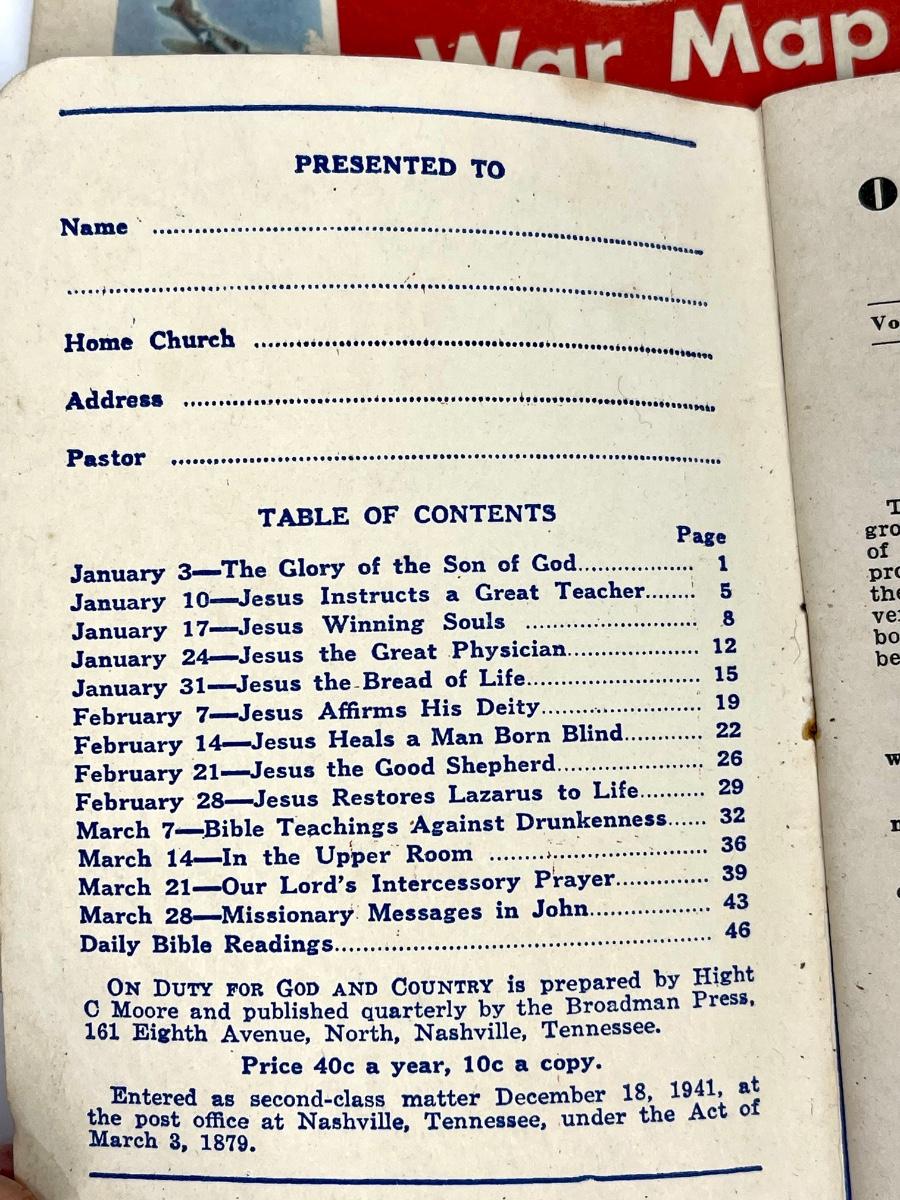 War Map
PRESENTED TO
Name ....................
....................
Home Church ....................
Address ....................
Pastor ....................
TABLE OF CONTENTS
Page
January 3—The Glory of the Son of God.................. 1
January 10—Jesus Instructs a Great Teacher....... 5
January 17—Jesus Winning Souls ......................... 8
January 24—Jesus the Great Physician................... 12
January 31—Jesus the Bread of Life......................... 15
February 7—Jesus Affirms His Deity....................... 19
February 14—Jesus Heals a Man Born Blind........... 22
February 21—Jesus the Good Shepherd.................... 26
February 28—Jesus Restores Lazarus to Life.......... 29
March 7—Bible Teachings Against Drunkenness...... 32
March 14—In the Upper Room ................................ 36
March 21—Our Lord's Intercessory Prayer.............. 39
March 28—Missionary Messages in John................. 43
Daily Bible Readings...................................................... 46
ON DUTY FOR GOD AND COUNTRY is prepared by Hight
C Moore and published quarterly by the Broadman Press,
161 Eighth Avenue, North, Nashville, Tennessee.
Price 40c a year, 10c a copy.
Entered as second-class matter December 18, 1941, at
the post office at Nashville, Tennessee, under the Act of
March 3, 1879.
Vo
gro
of
pro
the
ve
bo
be